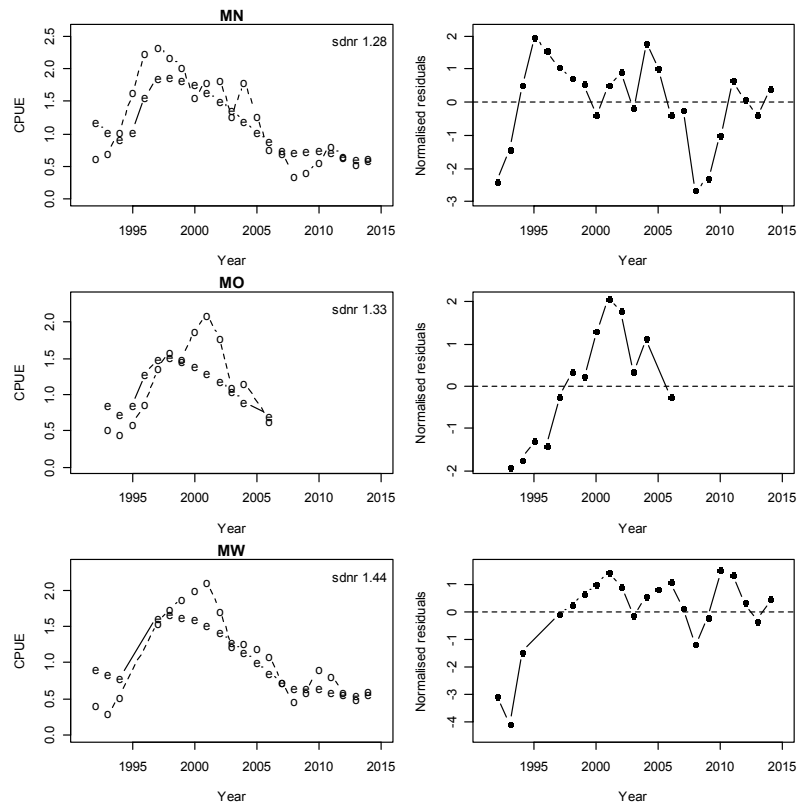 MN
sdnr 1.28
CPUE
0.0 0.5 1.0 1.5 2.0 2.5
1995 2000 2005 2010 2015
Year
Normalised residuals
-3 -2 -1 0 1 2
1995 2000 2005 2010 2015
Year
MO
sdnr 1.33
CPUE
0.0 0.5 1.0 1.5 2.0
1995 2000 2005 2010 2015
Year
Normalised residuals
-2 -1 0 1 2
1995 2000 2005 2010 2015
Year
MW
sdnr 1.44
CPUE
0.0 0.5 1.0 1.5 2.0
1995 2000 2005 2010 2015
Year
Normalised residuals
-4 -3 -2 -1 0 1
1995 2000 2005 2010 2015
Year